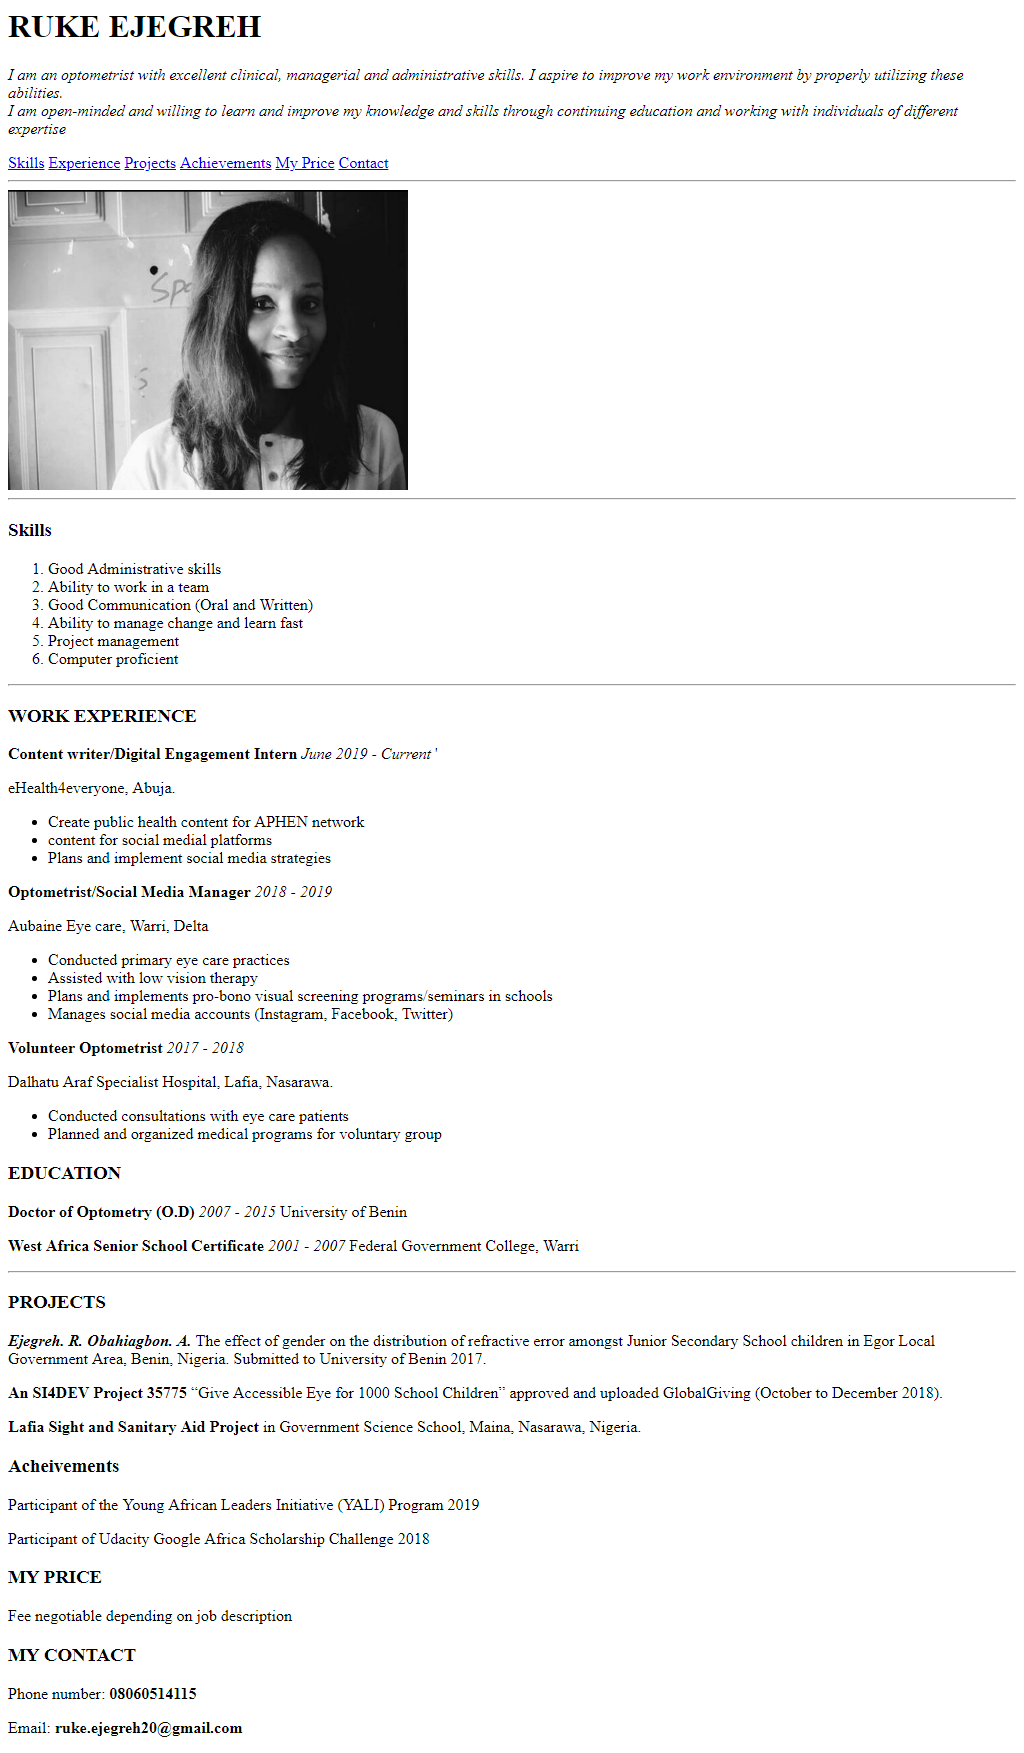 RUKE EJEGREH
I am an optometrist with excellent clinical, managerial and administrative skills. I aspire to improve my work environment by properly utilizing these
abilities.
I am open-minded and willing to learn and improve my knowledge and skills through continuing education and working with individuals of different
expertise
Skills Experience Projects Achievements My Price Contact
Spe
S
Skills
1. Good Administrative skills
2. Ability to work in a team
3. Good Communication (Oral and Written)
4. Ability to manage change and learn fast
5. Project management
6. Computer proficient
WORK EXPERIENCE
Content writer/Digital Engagement Intern June 2019 - Current '
eHealth4everyone, Abuja.
• Create public health content for APHEN network
• content for social medial platforms
• Plans and implement social media strategies
Optometrist/Social Media Manager 2018 - 2019
Aubaine Eye care, Warri, Delta
• Conducted primary eye care practices
• Assisted with low vision therapy
• Plans and implements pro-bono visual screening programs/seminars in schools
• Manages social media accounts (Instagram, Facebook, Twitter)
Volunteer Optometrist 2017 - 2018
Dalhatu Araf Specialist Hospital, Lafia, Nasarawa.
• Conducted consultations with eye care patients
• Planned and organized medical programs for voluntary group
EDUCATION
Doctor of Optometry (O.D) 2007 - 2015 University of Benin
West Africa Senior School Certificate 2001 - 2007 Federal Government College, Warri
PROJECTS
Ejegreh. R. Obahiagbon. A. The effect of gender on the distribution of refractive error amongst Junior Secondary School children in Egor Local
Government Area, Benin, Nigeria. Submitted to University of Benin 2017.
An SI4DEV Project 35775 “Give Accessible Eye for 1000 School Children” approved and uploaded GlobalGiving (October to December 2018).
Lafia Sight and Sanitary Aid Project in Government Science School, Maina, Nasarawa, Nigeria.
Acheivements
Participant of the Young African Leaders Initiative (YALI) Program 2019
Participant of Udacity Google Africa Scholarship Challenge 2018
MY PRICE
Fee negotiable depending on job description
MY CONTACT
Phone number: 08060514115
Email: ruke.ejegreh20@gmail.com